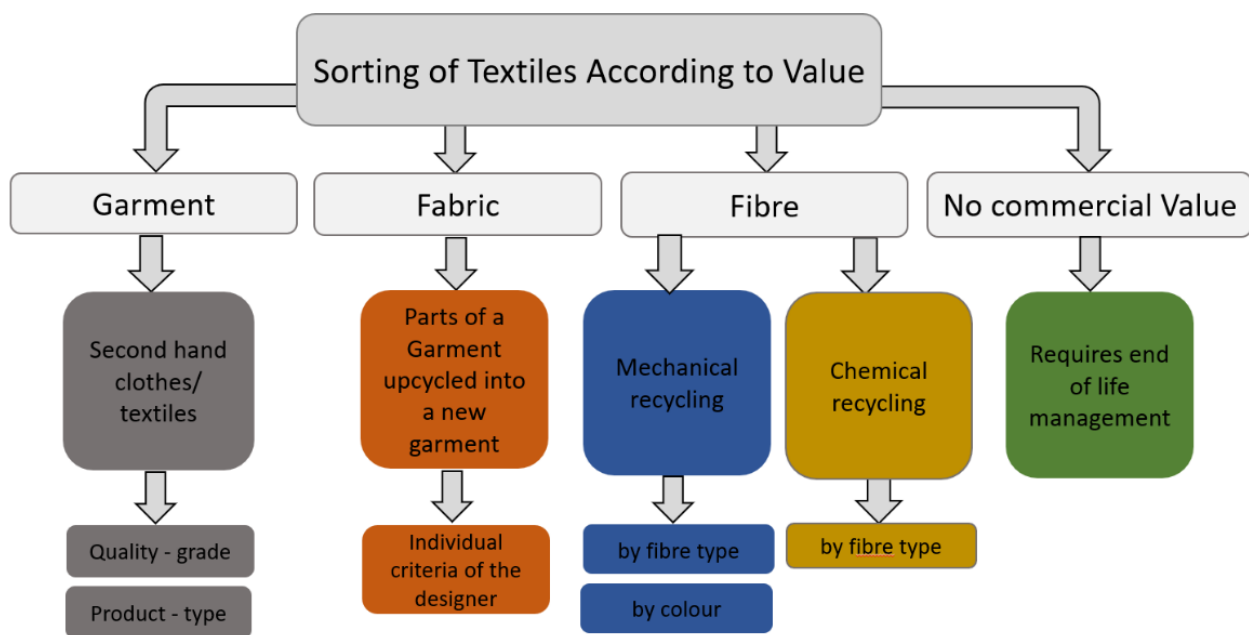 Sorting of Textiles According to Value
Garment
Fabric
Fibre
No commercial Value
Second hand
clothes/
textiles
Parts of a
Garment
upcycled into
a new
garment
Mechanical
recycling
Chemical
recycling
Requires end
of life
management
Quality - grade
Product - type
Individual
criteria of the
designer
by fibre type
by colour
by fibre type